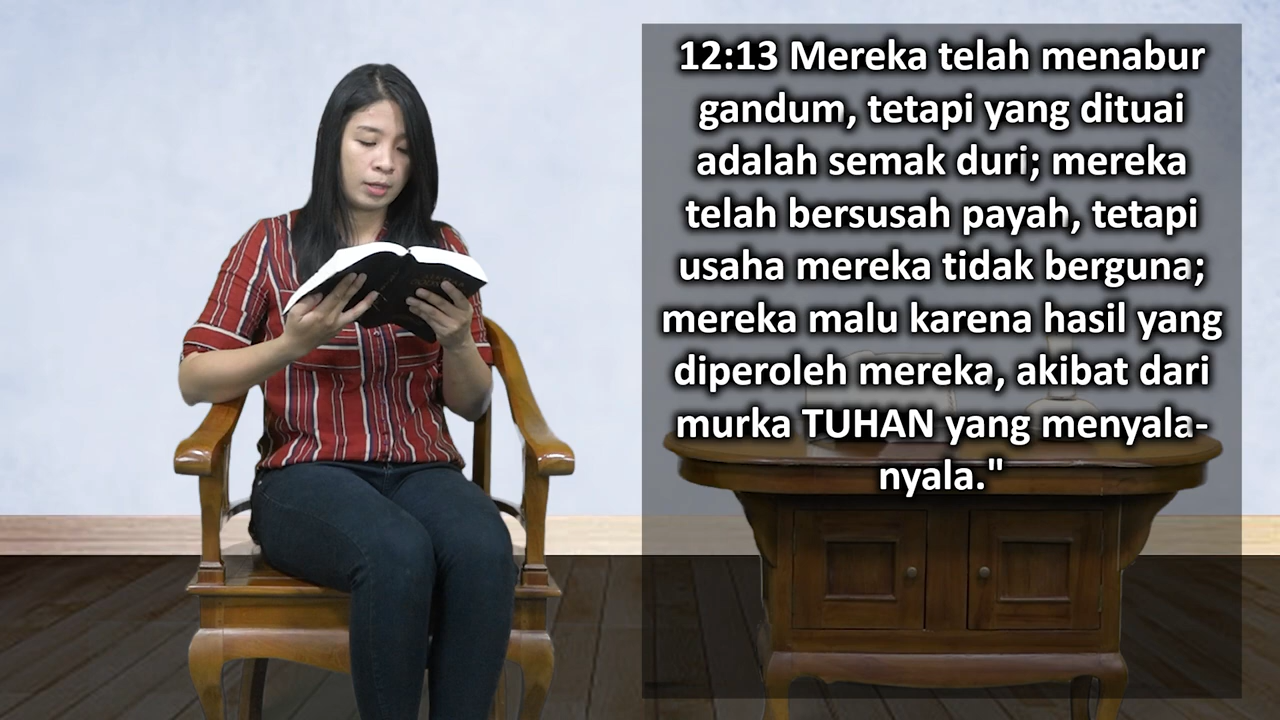 12:13 Mereka telah menabur
gandum, tetapi yang dituai
adalah semak duri; mereka
telah bersusah payah, tetapi
usaha mereka tidak berguna;
mereka malu karena hasil yang
diperoleh mereka, akibat dari
murka TUHAN yang menyala-
nyala."